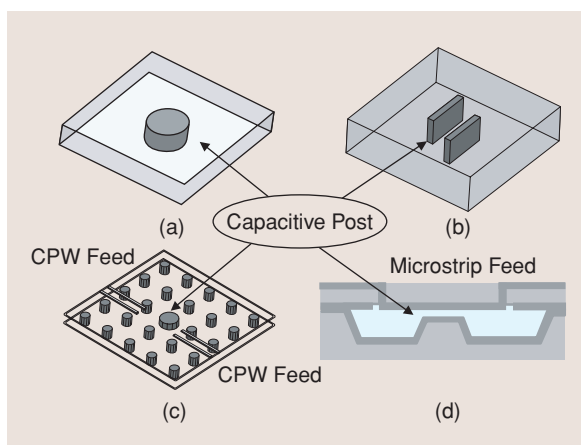 (a)
(b)
Capacitive Post
CPW Feed
Microstrip Feed
CPW Feed
(c)
(d)